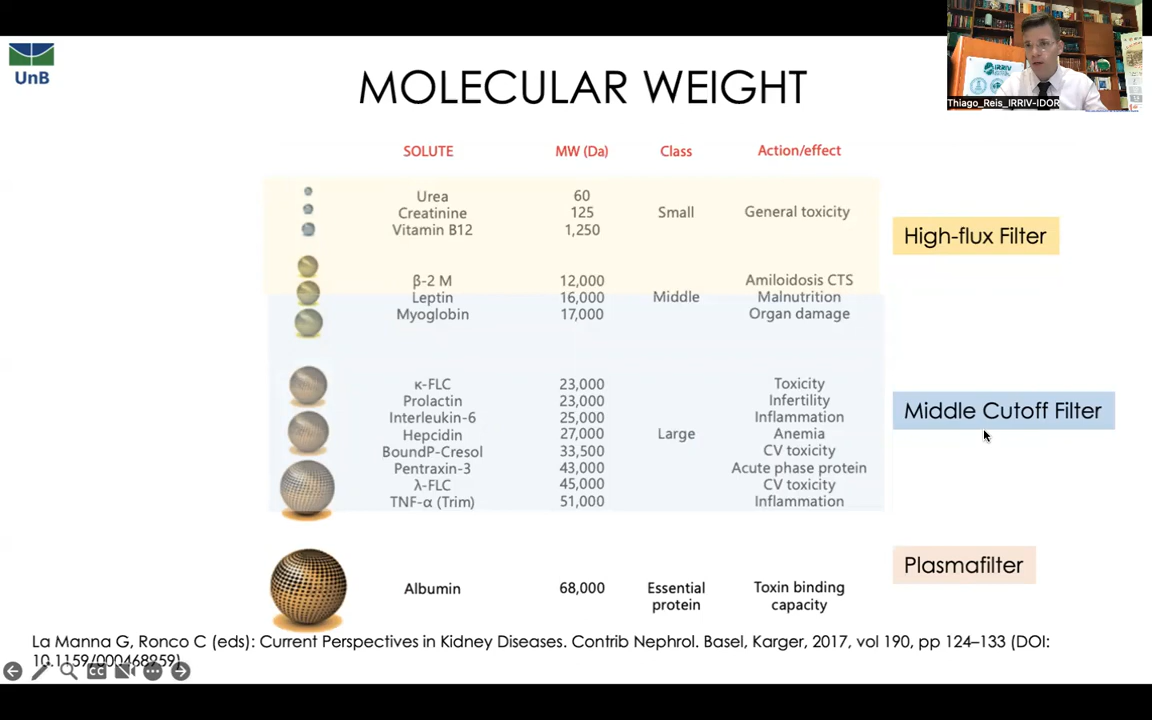 UnB
IRRIV
Thiago_Reis_IRRIV-IDOR
MOLECULAR WEIGHT
SOLUTE MW (Da) Class Action/effect
Urea 60
Creatinine 125 Small General toxicity
Vitamin B12 1,250
High-flux Filter
β-2 M 12,000 Amiloidosis CTS
Leptin 16,000 Middle Malnutrition
Myoglobin 17,000 Organ damage
κ-FLC 23,000 Toxicity
Prolactin 23,000 Infertility
Interleukin-6 25,000 Inflammation
Hepcidin 27,000 Large Anemia
BoundP-Cresol 33,500 CV toxicity
Pentraxin-3 43,000 Acute phase protein
λ-FLC 45,000 CV toxicity
TNF-α (Trim) 51,000 Inflammation
Middle Cutoff Filter
Plasmafilter
Albumin 68,000 Essential protein Toxin binding capacity
La Manna G, Ronco C (eds): Current Perspectives in Kidney Diseases. Contrib Nephrol. Basel, Karger, 2017, vol 190, pp 124–133 (DOI:
10.1159/000468959)
CC